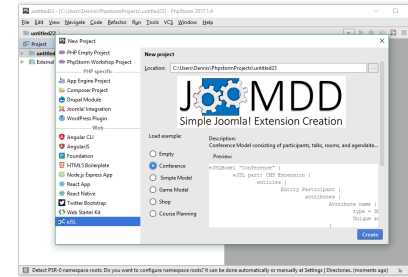 untitled22 - [C:\Users\Dennis\PhpstormProjects\untitled22] - PhpStorm 2017.1.4
File Edit View Navigate Code Refactor Run Tools VCS Window Help
untitled22
Project
untitled
External
New Project
PHP Empty Project
PhpStorm Workshop Project
PHP specific
App Engine Project
Composer Project
Drupal Module
Joomla! Integration
WordPress Plugin
Web
Angular CLI
AngularJS
Foundation
HTML5 Boilerplate
Node.js Express App
React App
React Native
Twitter Bootstrap
Web Starter Kit
eJSL
New project
Location: C:\Users\Dennis\PhpstormProjects\untitled23
JooMDD
Simple Joomla! Extension Creation
Load example:
Empty
Conference
Simple Model
Game Model
Shop
Course Planning
Description:
Conference Model consisting of participants, talks, rooms, and agendaite...
Preview:
eJSLModel "Conference" {
eJSL part: CMS Extension {
entities {
Entity Participant {
attributes {
Attribute name {
type =
Unique
Create
Detect PSR-0 namespace roots: Do you want to configure namespace roots? It can be done automatically or manually at Settings | Directories. (moments ago)